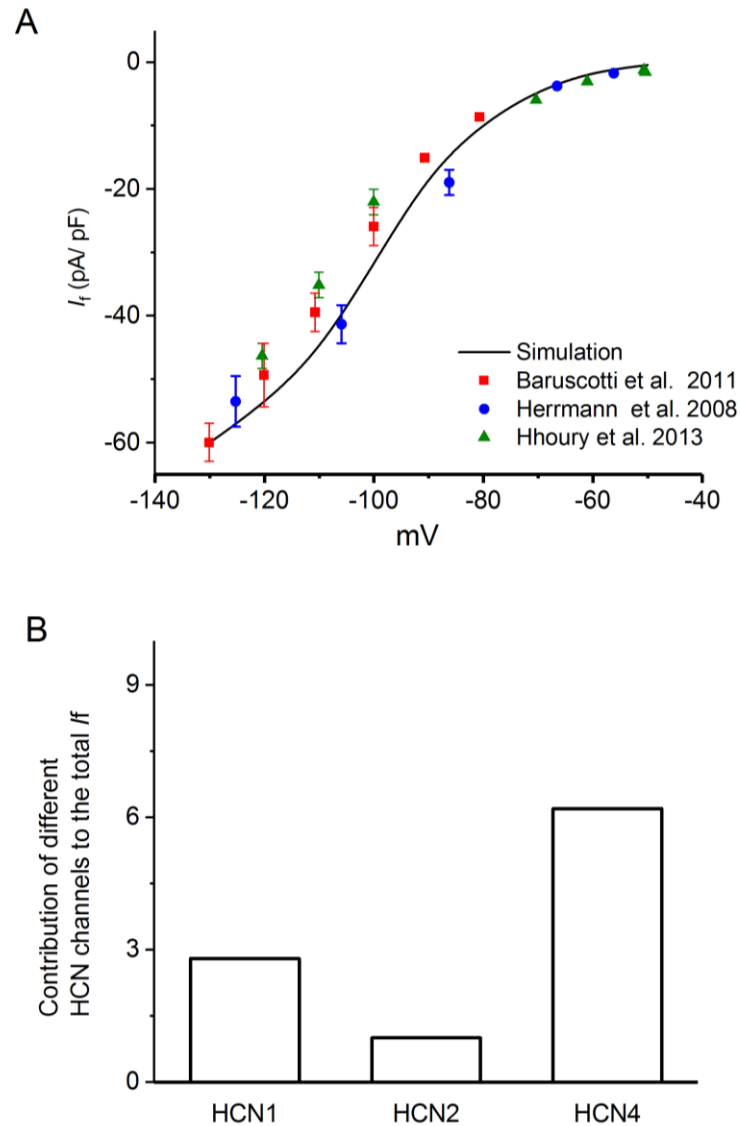 A
0
-20
-40
-60
If (pA/ pF)
-140
-120
-100
-80
-60
-40
mV
Simulation
Baruscotti et al. 2011
Herrmann et al. 2008
Hhoury et al. 2013
B
9
6
3
0
Contribution of different
HCN channels to the total If
HCN1
HCN2
HCN4